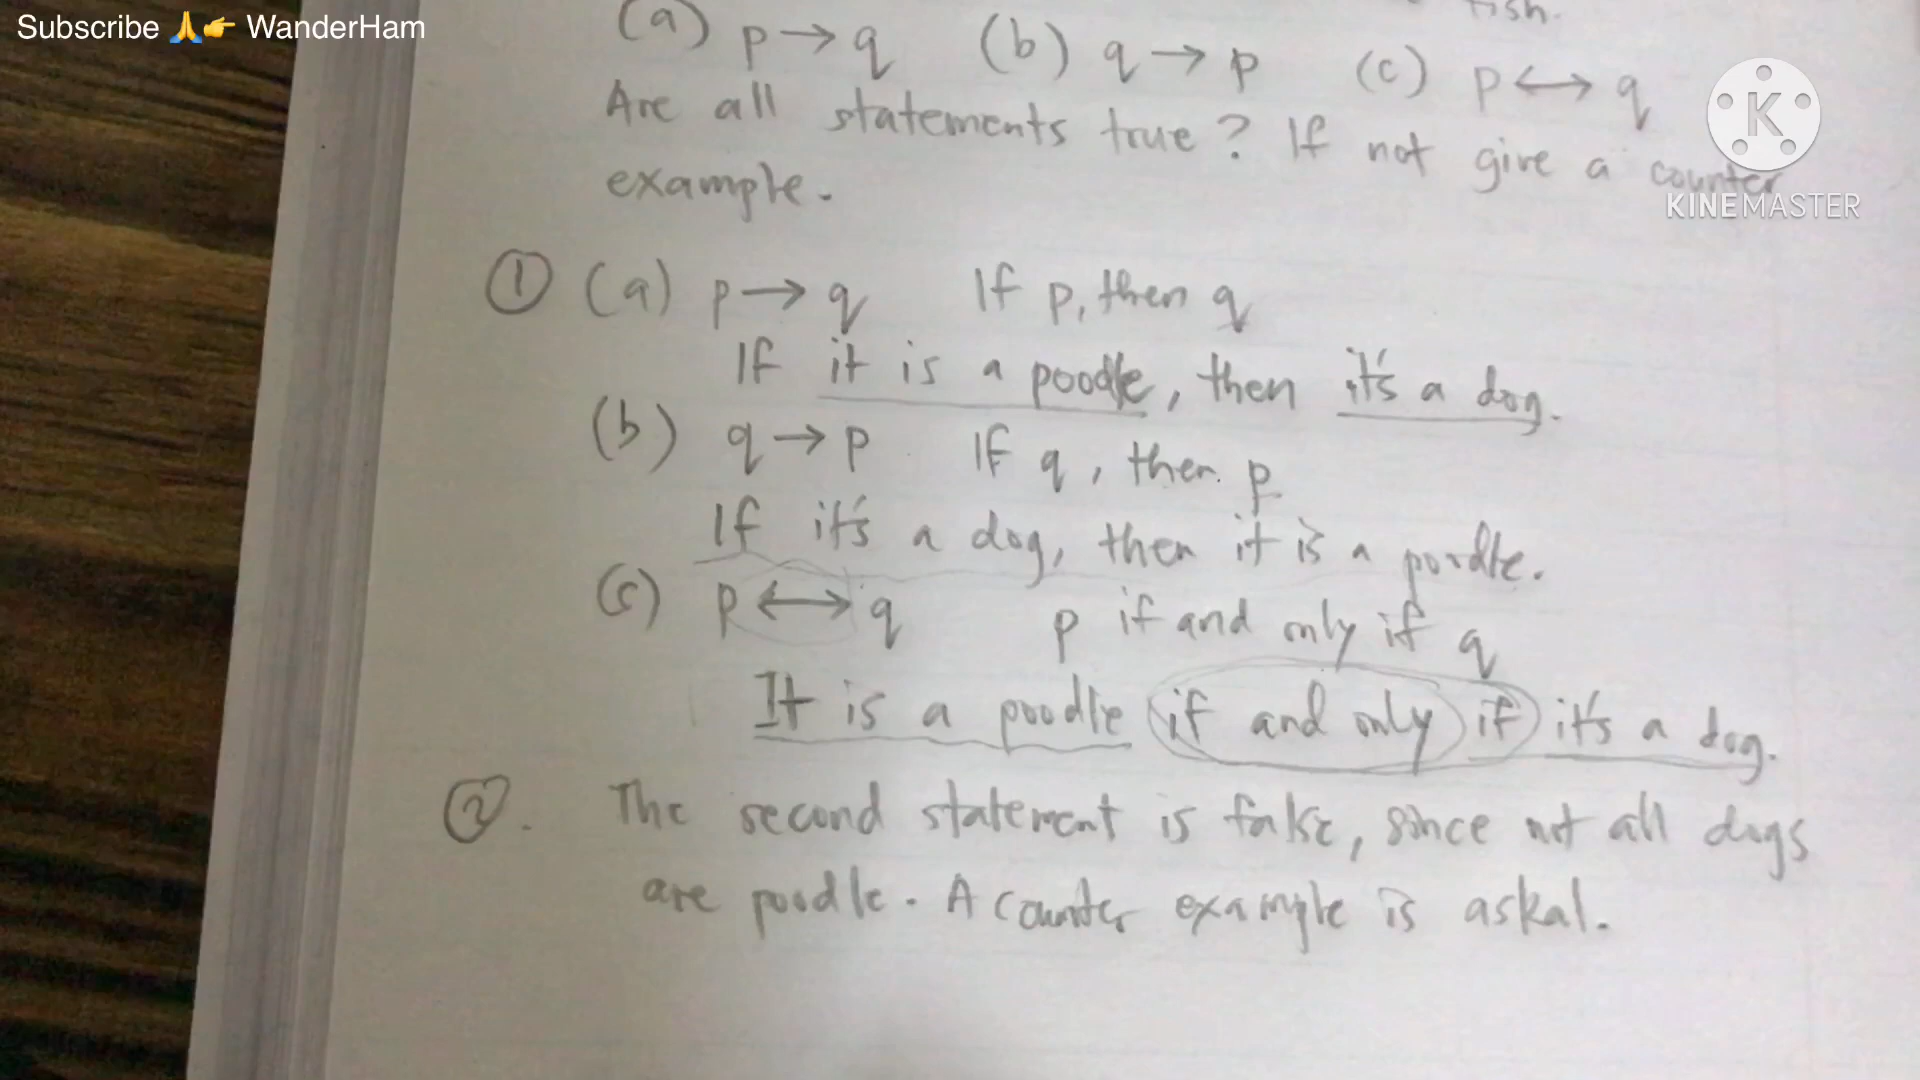 Subscribe 🙏👉 WanderHam
fish.
(a) p → q (b) q → p (c) p ↔ q
Are all statements true? If not give a counter
example.
K
KINEMASTER
① (a) p → q If p, then q
If it is a poodle, then it's a dog.
(b) q → p If q, then p
If it's a dog, then it is a poodle.
(c) p ↔ q p if and only if q
It is a poodle if and only if it's a dog.
②. The second statement is false, since not all dogs
are poodle. A counter example is askal.